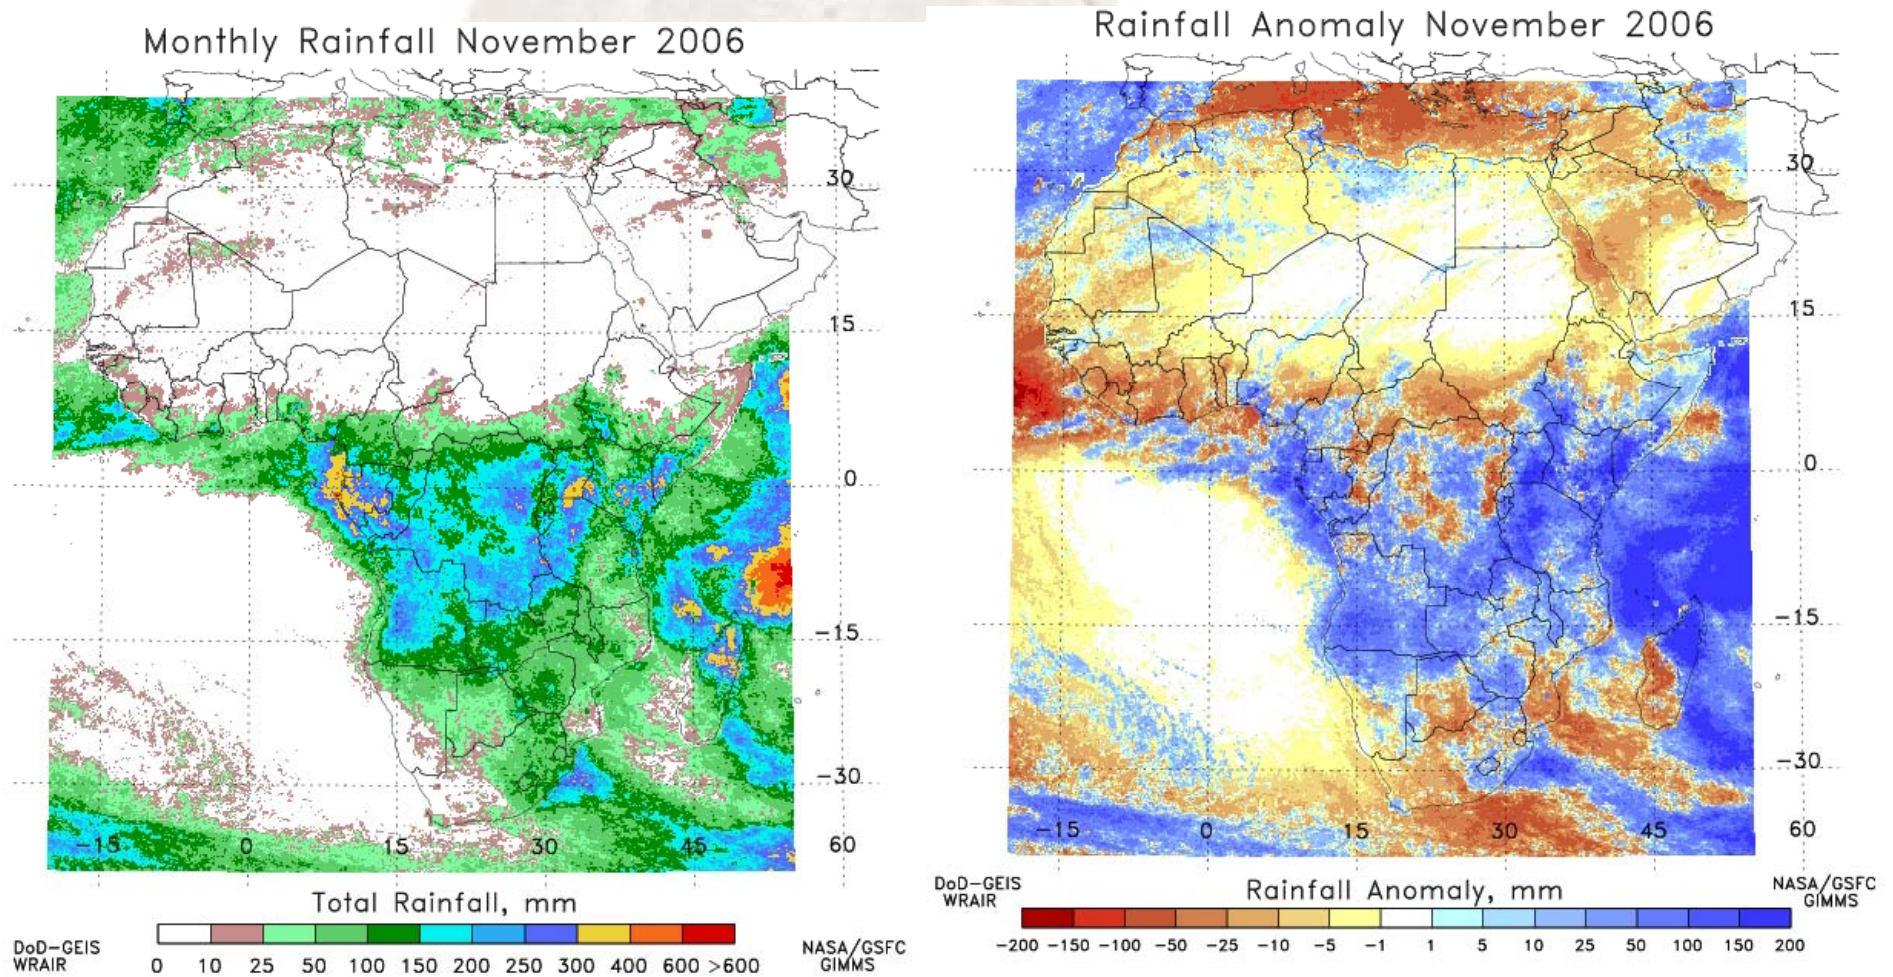 Monthly Rainfall November 2006
30
15
0
-15
-30
-15 0 15 30 45 60
Total Rainfall, mm
0 10 25 50 100 150 200 250 300 400 600 >600
DoD-GEIS
WRAIR
NASA/GSFC
GIMMS
Rainfall Anomaly November 2006
30
15
0
-15
-30
-15 0 15 30 45 60
Rainfall Anomaly, mm
-200 -150 -100 -50 -25 -10 -5 -1 1 5 10 25 50 100 150 200
DoD-GEIS
WRAIR
NASA/GSFC
GIMMS